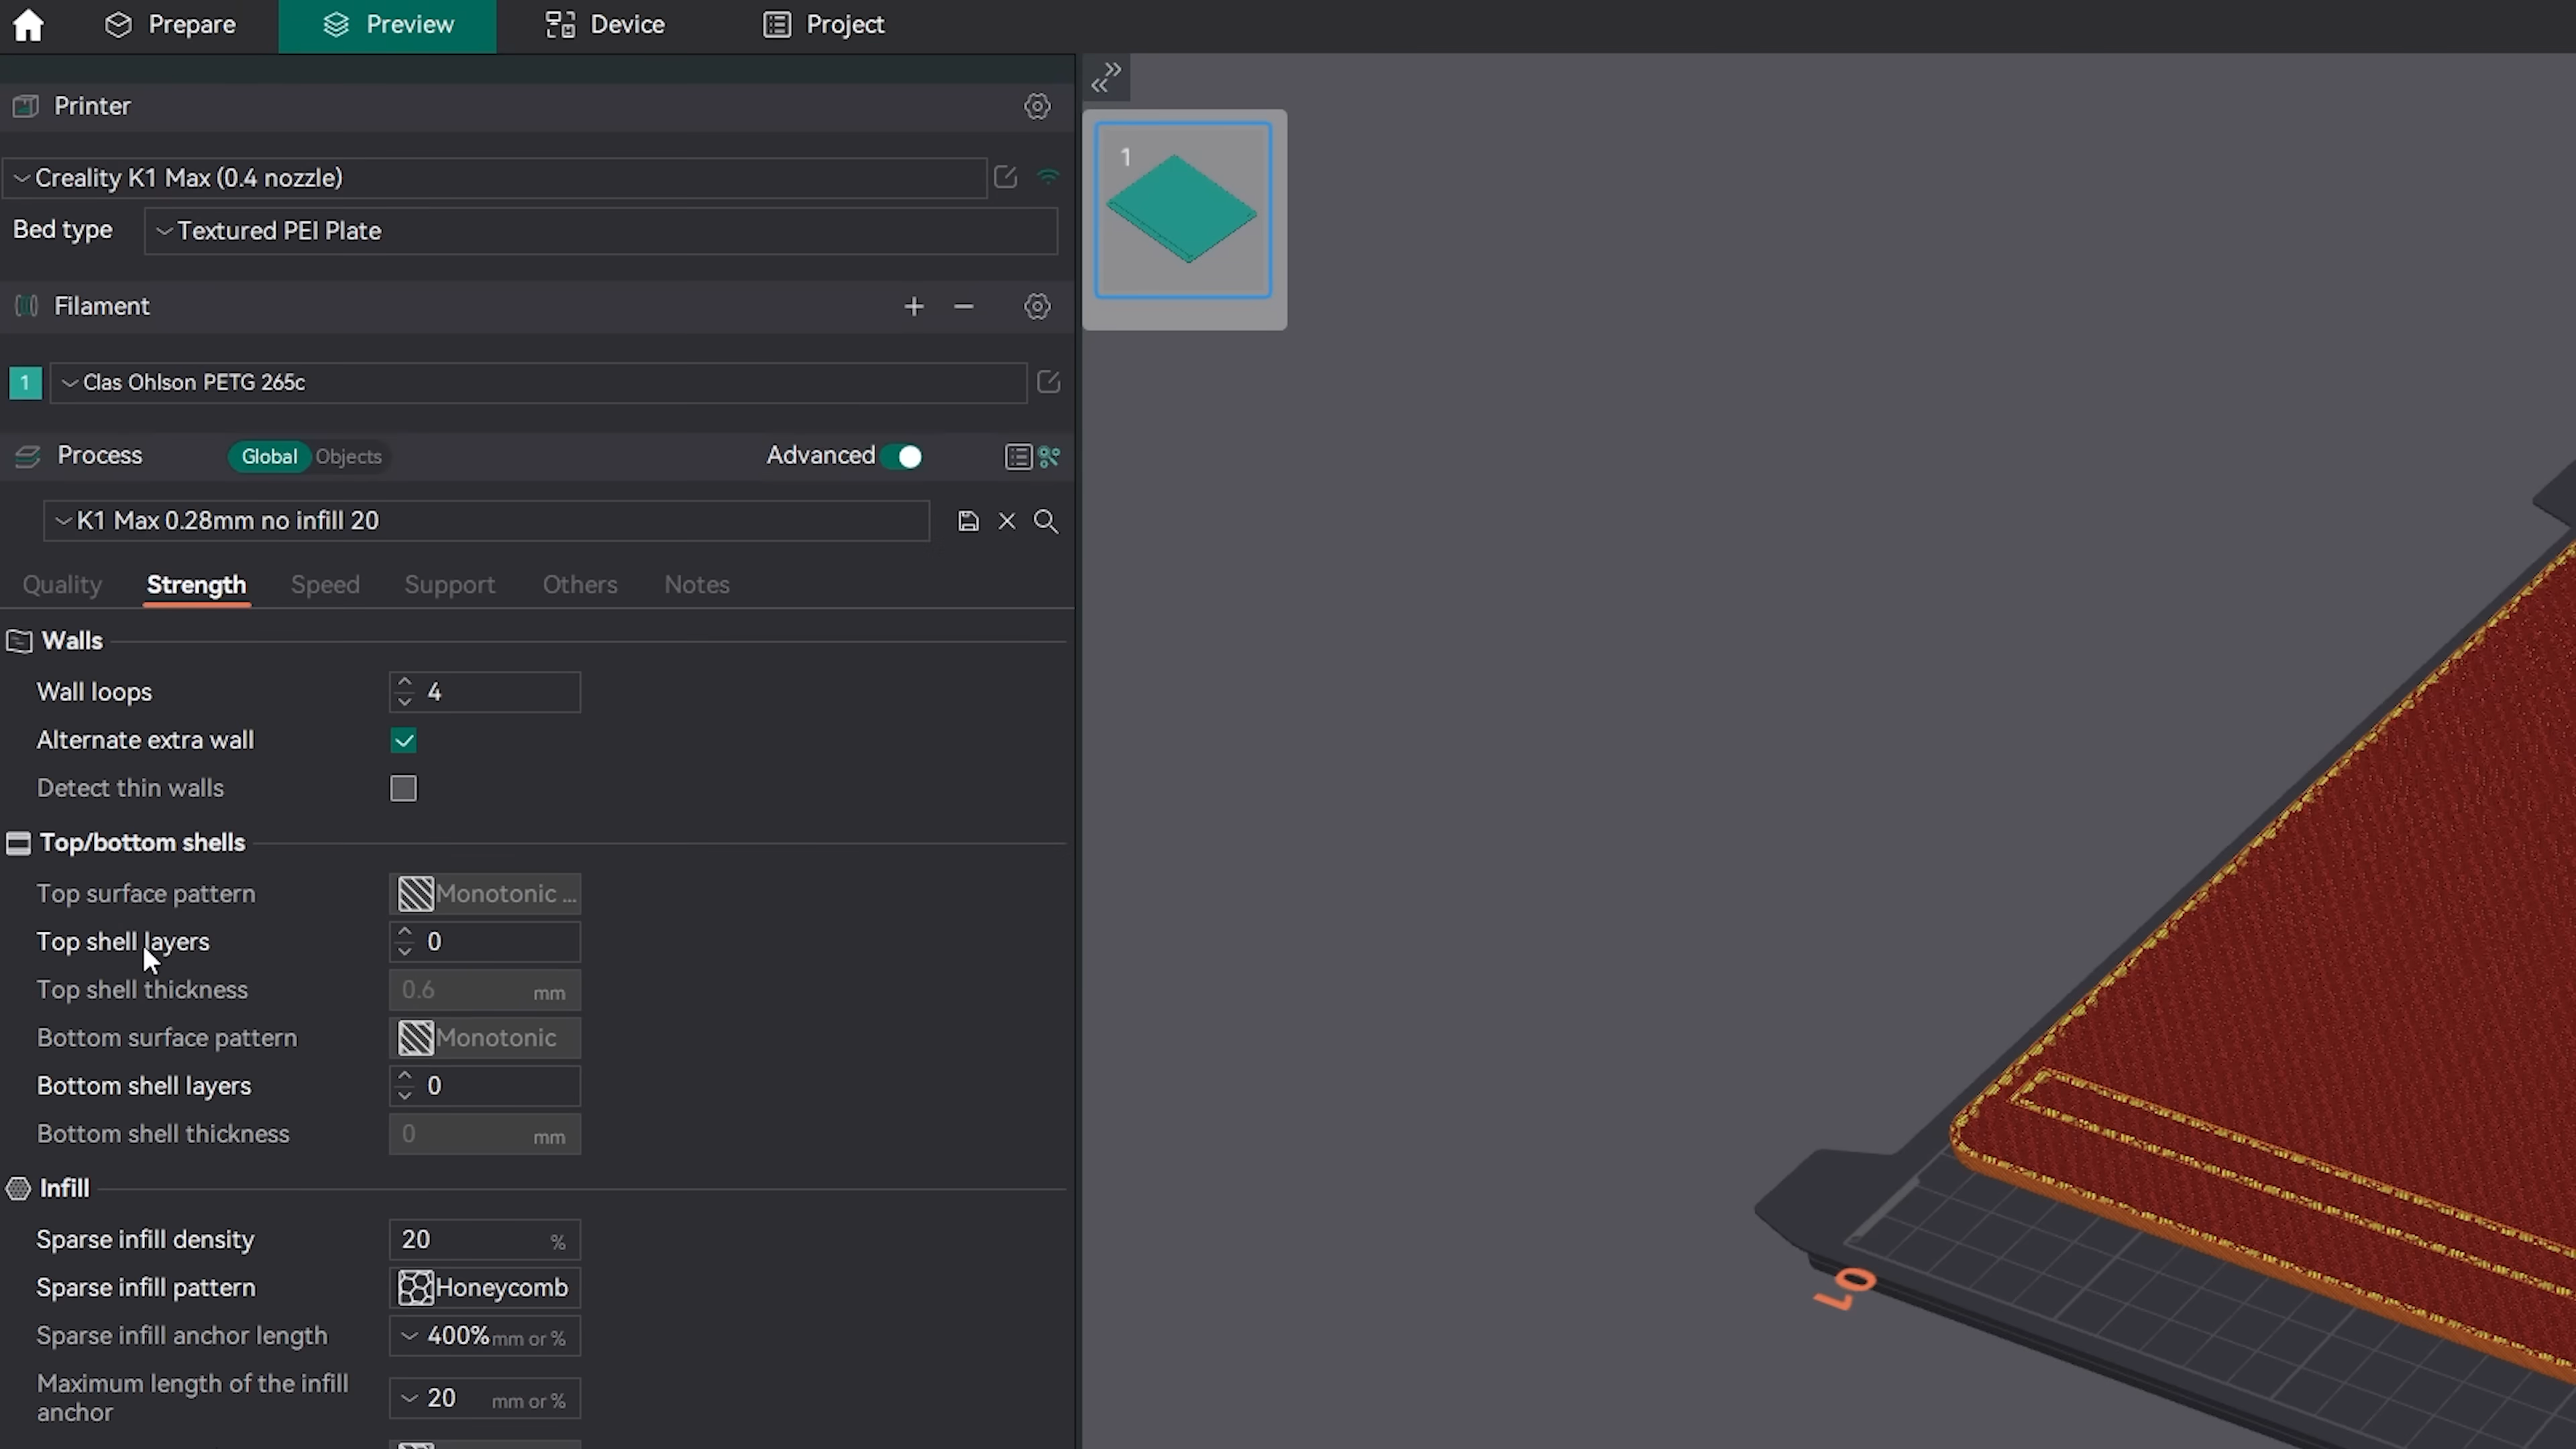 Prepare
Preview
Device
Project
Printer
Creality K1 Max (0.4 nozzle)
Bed type
Textured PEI Plate
1
Filament
1
Clas Ohlson PETG 265c
Process
Global
Objects
Advanced
K1 Max 0.28mm no infill 20
Quality
Strength
Speed
Support
Others
Notes
Walls
Wall loops
4
Alternate extra wall
Detect thin walls
Top/bottom shells
Top surface pattern
Monotonic ...
Top shell layers
0
Top shell thickness
0.6 mm
Bottom surface pattern
Monotonic
Bottom shell layers
0
Bottom shell thickness
0 mm
Infill
Sparse infill density
20 %
Sparse infill pattern
Honeycomb
Sparse infill anchor length
400% mm or %
Maximum length of the infill
anchor
20 mm or %